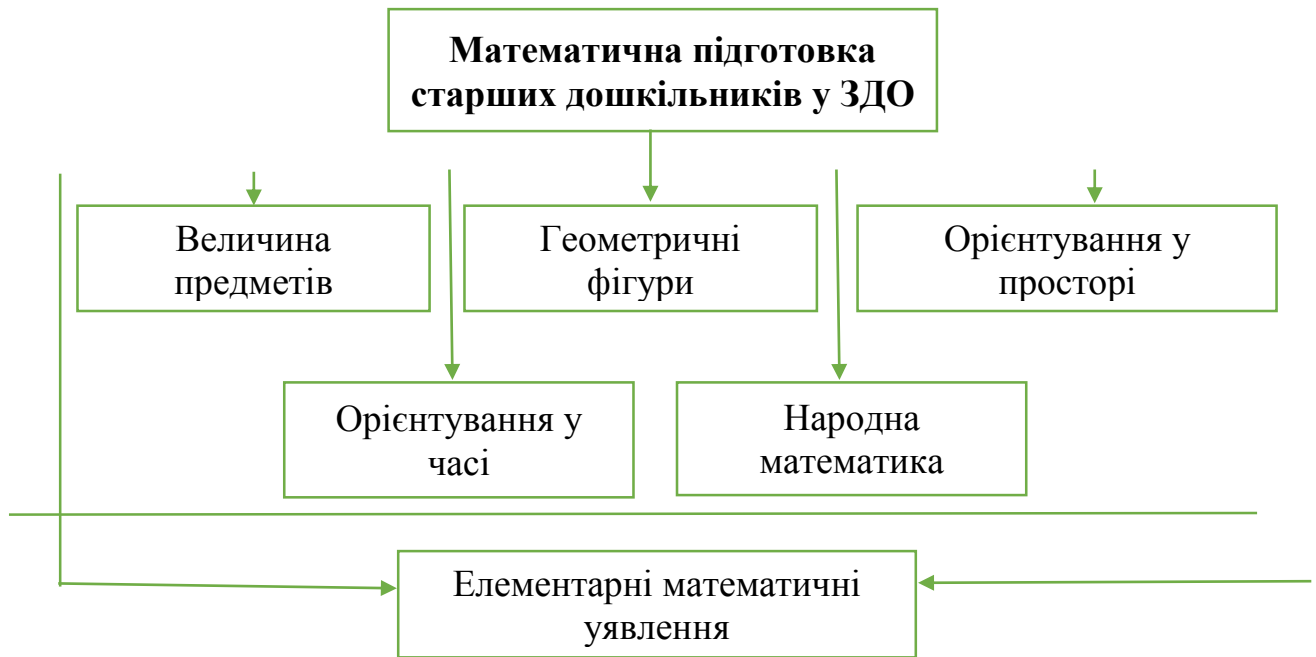 Математична підготовка
старших дошкільників у ЗДО
Величина
предметів
Геометричні
фігури
Орієнтування у
просторі
Орієнтування у
часі
Народна
математика
Елементарні математичні
уявлення